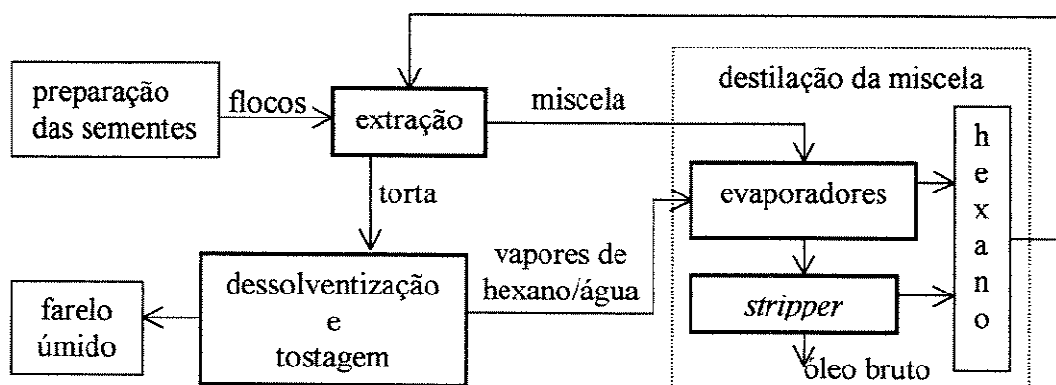 destilação da miscela
preparação
das sementes
flocos
extração
miscela
hexano
evaporadores
torta
vapores de
hexano/água
dessolventização
e
tostagem
farelo
úmido
stripper
óleo bruto